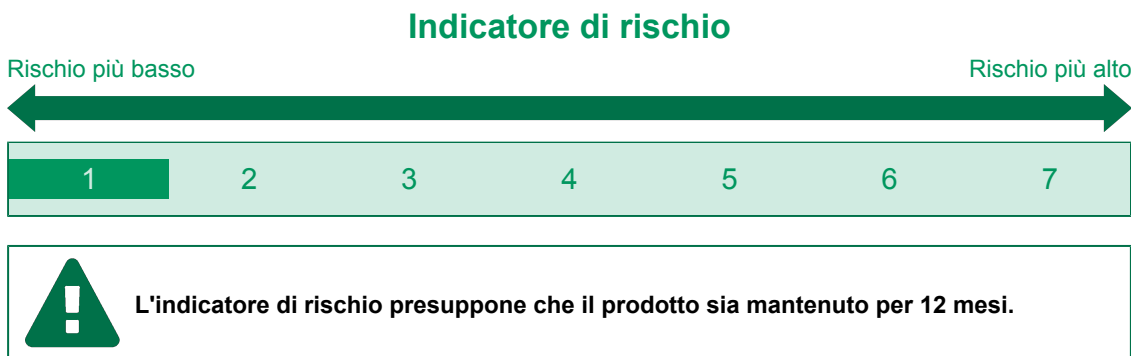 Indicatore di rischio
Rischio più basso Rischio più alto
1 2 3 4 5 6 7
L'indicatore di rischio presuppone che il prodotto sia mantenuto per 12 mesi.